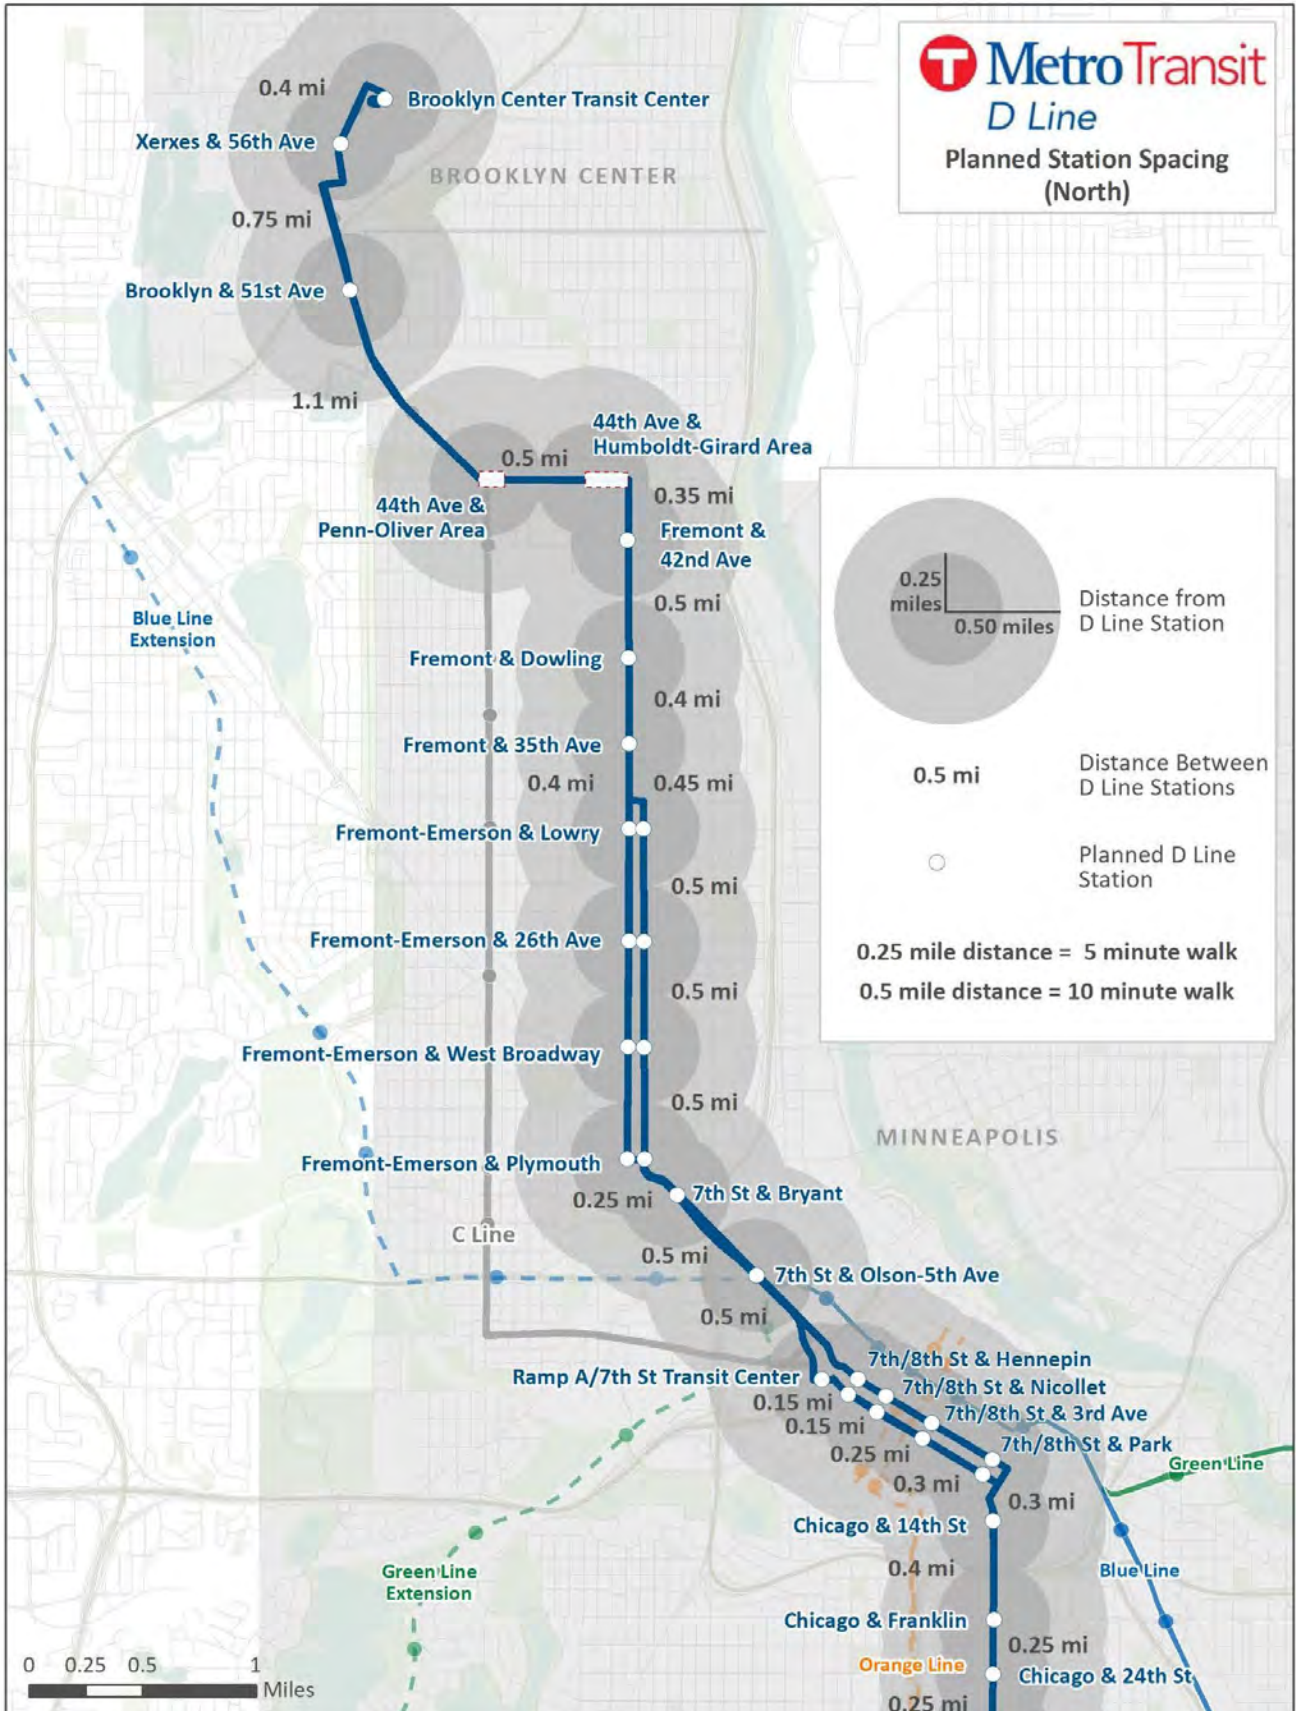 MetroTransit
D Line
Planned Station Spacing
(North)
0.4 mi
Brooklyn Center Transit Center
Xerxes & 56th Ave
BROOKLYN CENTER
0.75 mi
Brooklyn & 51st Ave
1.1 mi
44th Ave &
Humboldt-Girard Area
0.5 mi
0.35 mi
44th Ave &
Penn-Oliver Area
Fremont &
42nd Ave
0.5 mi
Blue Line
Extension
Fremont & Dowling
0.4 mi
Fremont & 35th Ave
0.4 mi
0.45 mi
Fremont-Emerson & Lowry
0.5 mi
Fremont-Emerson & 26th Ave
0.5 mi
Fremont-Emerson & West Broadway
0.5 mi
MINNEAPOLIS
Fremont-Emerson & Plymouth
0.25 mi
7th St & Bryant
C Line
0.5 mi
7th St & Olson-5th Ave
0.5 mi
Ramp A/7th St Transit Center
7th/8th St & Hennepin
0.15 mi
7th/8th St & Nicollet
0.15 mi
7th/8th St & 3rd Ave
0.25 mi
7th/8th St & Park
Green Line
0.3 mi
0.3 mi
Chicago & 14th St
0.4 mi
Green Line
Extension
Blue Line
Chicago & Franklin
0.25 mi
Orange Line
Chicago & 24th St
0.25 mi
0.25
miles
0.50 miles
Distance from
D Line Station
0.5 mi
Distance Between
D Line Stations
Planned D Line
Station
0.25 mile distance = 5 minute walk
0.5 mile distance = 10 minute walk
0 0.25 0.5 1
Miles